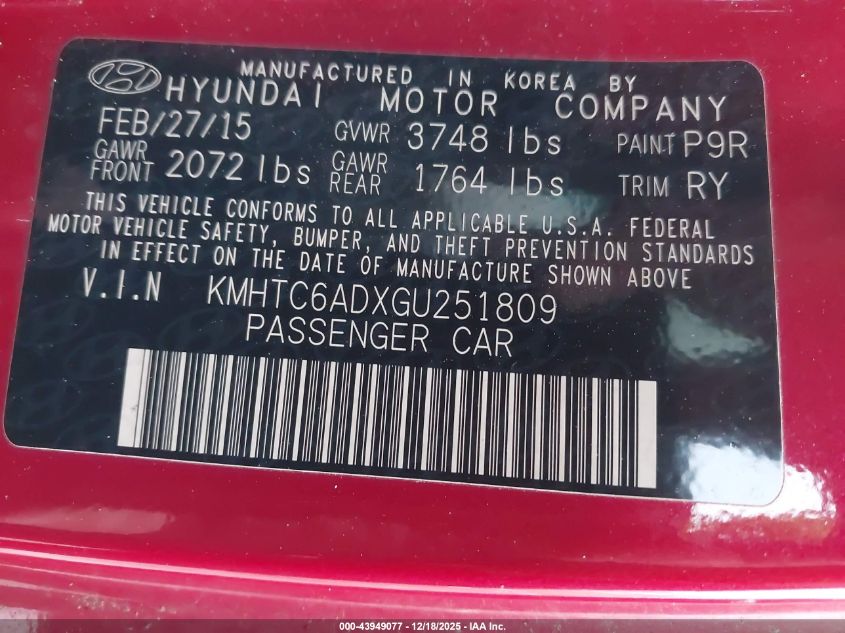 MANUFACTURED IN KOREA BY
HYUNDAI MOTOR COMPANY
FEB/27/15 GVWR 3748 lbs PAINT P9R
GAWR FRONT 2072 lbs GAWR REAR 1764 lbs TRIM RY
THIS VEHICLE CONFORMS TO ALL APPLICABLE U.S.A. FEDERAL
MOTOR VEHICLE SAFETY, BUMPER, AND THEFT PREVENTION STANDARDS
IN EFFECT ON THE DATE OF MANUFACTURE SHOWN ABOVE
V.I.N KMHTC6ADXGU251809
PASSENGER CAR
000-43949077 - 12/18/2025 - IAA Inc.